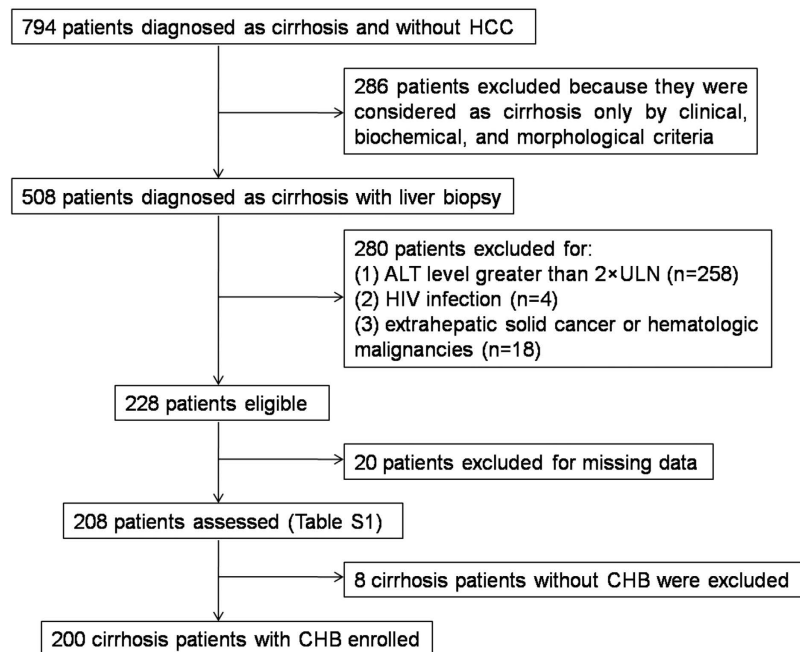 794 patients diagnosed as cirrhosis and without HCC
286 patients excluded because they were
considered as cirrhosis only by clinical,
biochemical, and morphological criteria
508 patients diagnosed as cirrhosis with liver biopsy
280 patients excluded for:
(1) ALT level greater than 2×ULN (n=258)
(2) HIV infection (n=4)
(3) extrahepatic solid cancer or hematologic
malignancies (n=18)
228 patients eligible
20 patients excluded for missing data
208 patients assessed (Table S1)
8 cirrhosis patients without CHB were excluded
200 cirrhosis patients with CHB enrolled